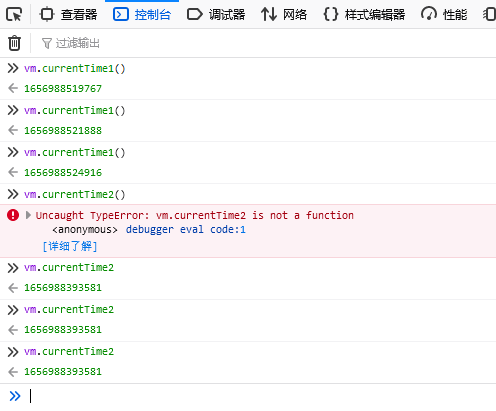 查看器 控制台 调试器 网络 样式编辑器 性能
过滤输出
vm.currentTime1()
1656988519767
vm.currentTime1()
1656988521888
vm.currentTime1()
1656988524916
vm.currentTime2()
Uncaught TypeError: vm.currentTime2 is not a function
<anonymous> debugger eval code:1
[详细了解]
vm.currentTime2
1656988393581
vm.currentTime2
1656988393581
vm.currentTime2
1656988393581